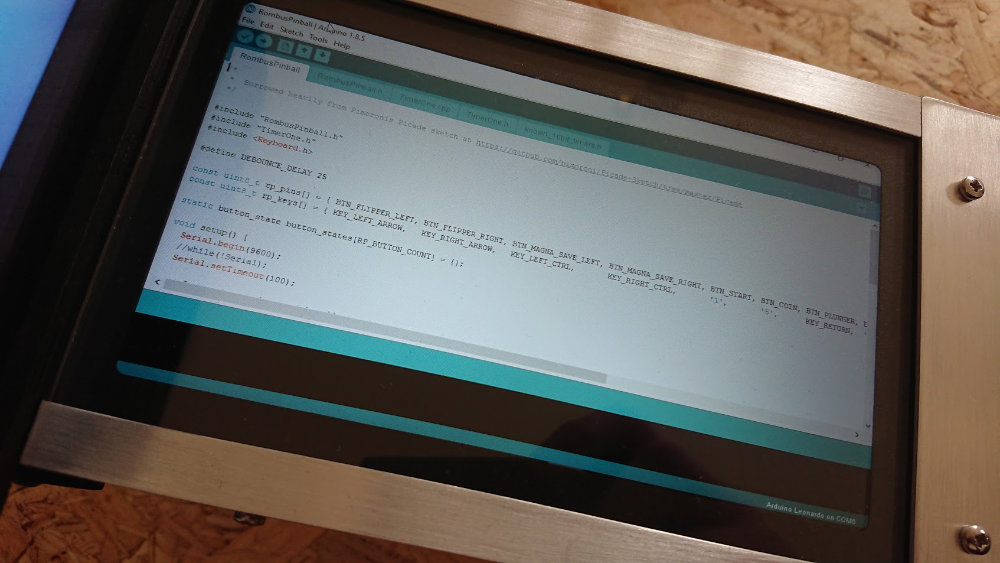 RombusPinball | Arduino 1.8.5
File Edit Sketch Tools Help
RombusPinball RombusPinball.h TimerOne.cpp TimerOne.h
*
* Borrowed heavily from Pimoronis Picade sketch at
*/
#include "RombusPinball.h"
#include "TimerOne.h"
#include <Keyboard.h>
#define DEBOUNCE_DELAY 25
const uint8_t rp_pins[] = { BTN_FLIPPER_LEFT, BTN_FLIPPER_RIGHT, BTN_MAGNA_SAVE_LEFT, BTN_MAGNA_SAVE_RIGHT, BTN_START, BTN_COIN, BTN_PLUNGER,
const uint8_t rp_keys[] = { KEY_LEFT_ARROW, KEY_RIGHT_ARROW, KEY_LEFT_CTRL, KEY_RIGHT_CTRL, '1', '5', KEY_RETURN,
static button_state button_states[RP_BUTTON_COUNT] = {};
void setup() {
Serial.begin(9600);
//while(!Serial);
Serial.setTimeout(100);
Arduino Leonardo on COM6